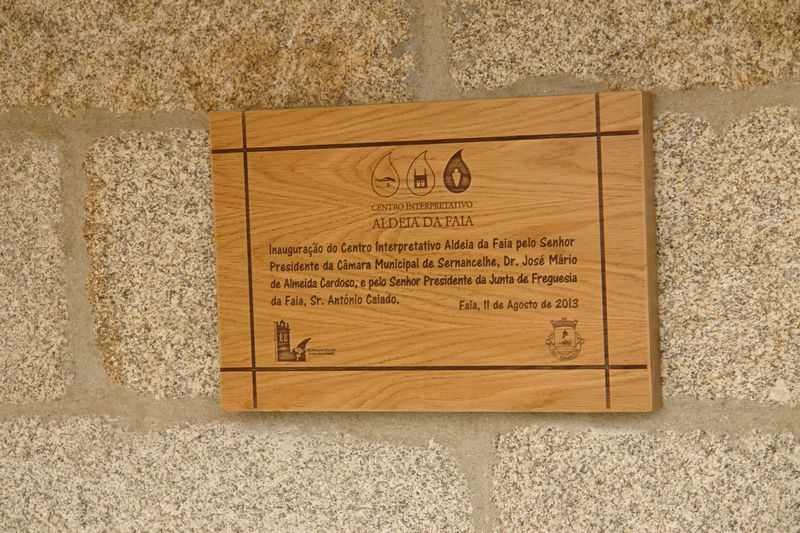 CENTRO INTERPRETATIVO
ALDEIA DA FAIA
Inauguração do Centro Interpretativo Aldeia da Faia pelo Senhor
Presidente da Câmara Municipal de Sernancelhe, Dr. José Mário
de Almeida Cardoso, e pelo Senhor Presidente da Junta de Freguesia
da Faia, Sr. António Caiado.
Faia, 11 de Agosto de 2013
SERNANCELHE